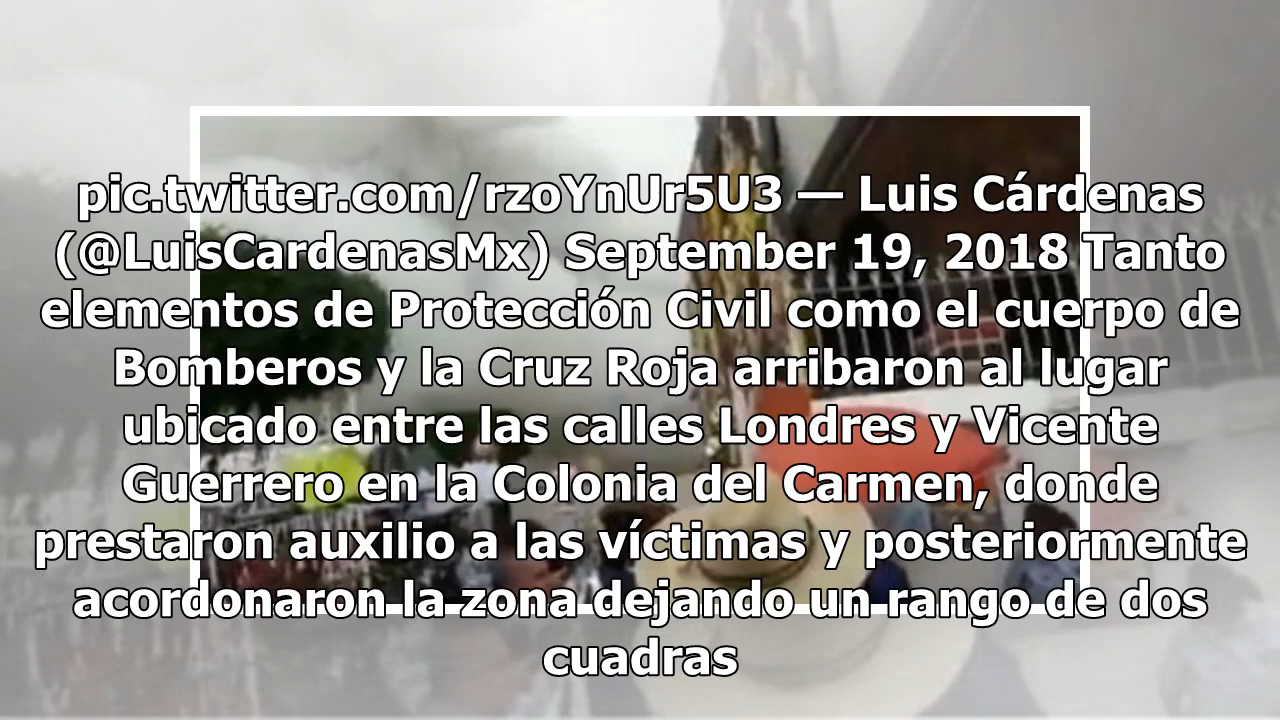 pic.twitter.com/rzoYnUr5U3 — Luis Cárdenas
(@LuisCardenasMx) September 19, 2018 Tanto
elementos de Protección Civil como el cuerpo de
Bomberos y la Cruz Roja arribaron al lugar
ubicado entre las calles Londres y Vicente
Guerrero en la Colonia del Carmen, donde
prestaron auxilio a las víctimas y posteriormente
acordonaron la zona dejando un rango de dos
cuadras